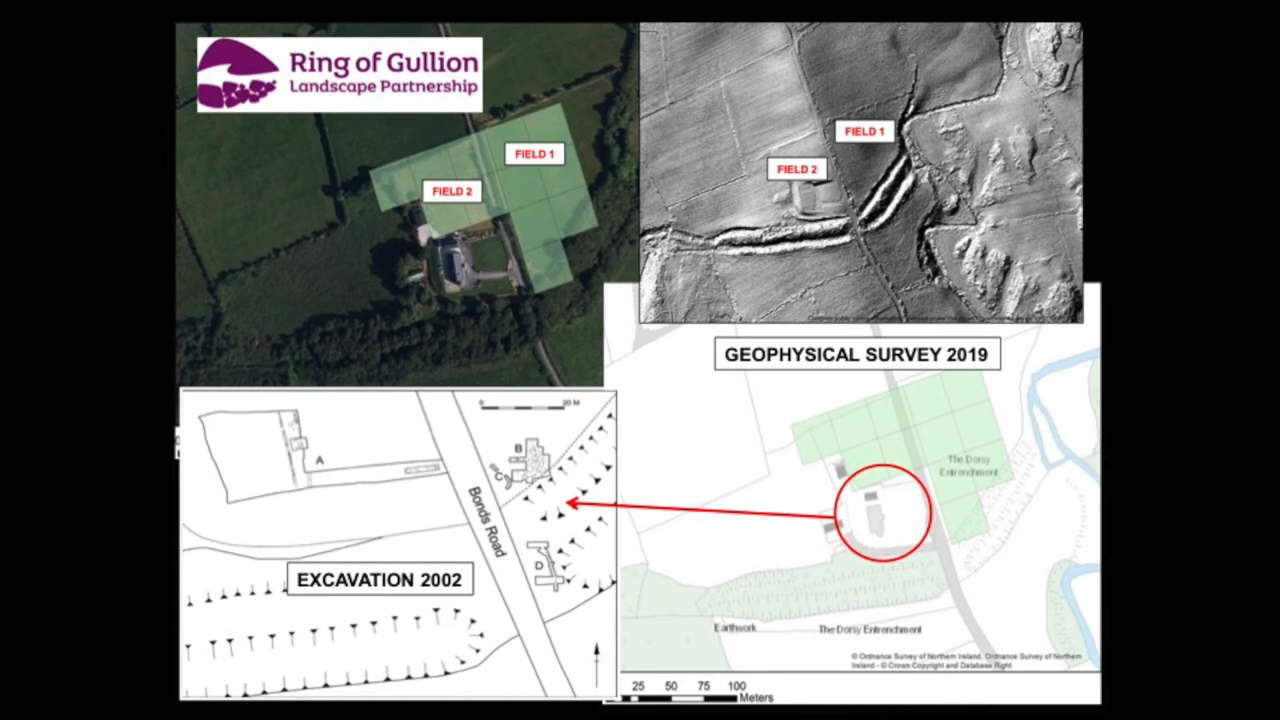 Ring of Gullion
Landscape Partnership
FIELD 1
FIELD 2
FIELD 1
FIELD 2
GEOPHYSICAL SURVEY 2019
0
20 M
A
B
C
D
Bonds Road
EXCAVATION 2002
The Dorsy
Entrenchment
Earthwork
The Dorsy Entrenchment
© Ordnance Survey of Northern Ireland, Ordnance Survey of Northern
Ireland - © Crown Copyright and Database Right
25 50 75 100
Meters